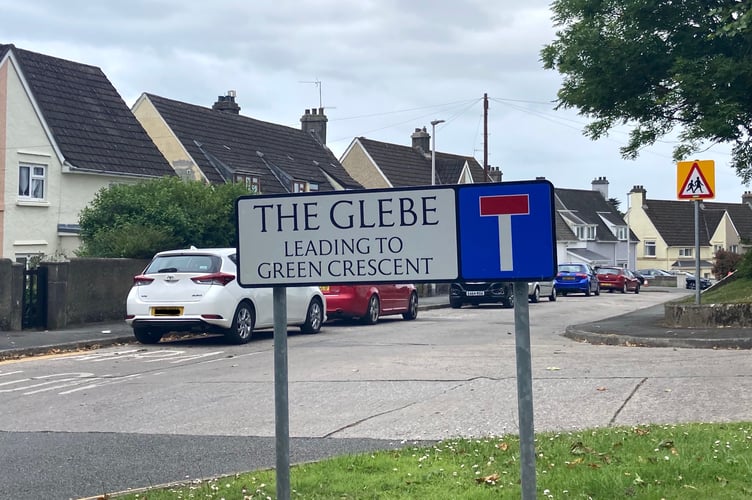 THE GLEBE
LEADING TO
GREEN CRESCENT